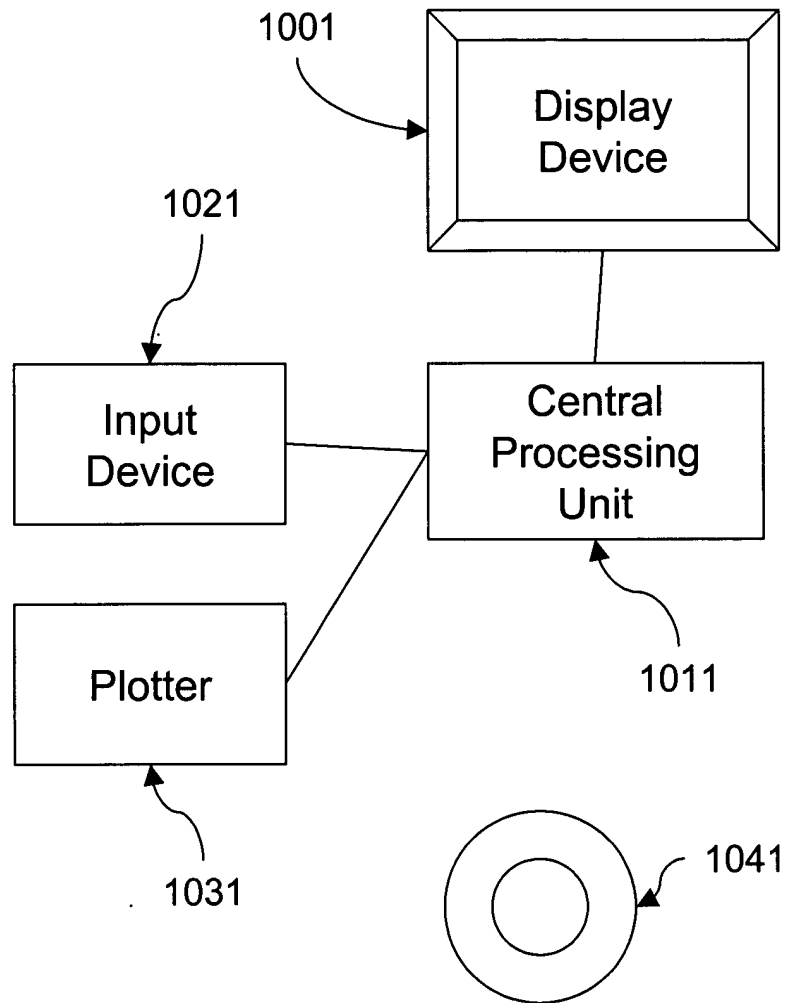 1001
Display
Device
1021
Input
Device
Central
Processing
Unit
Plotter
1011
1031
1041